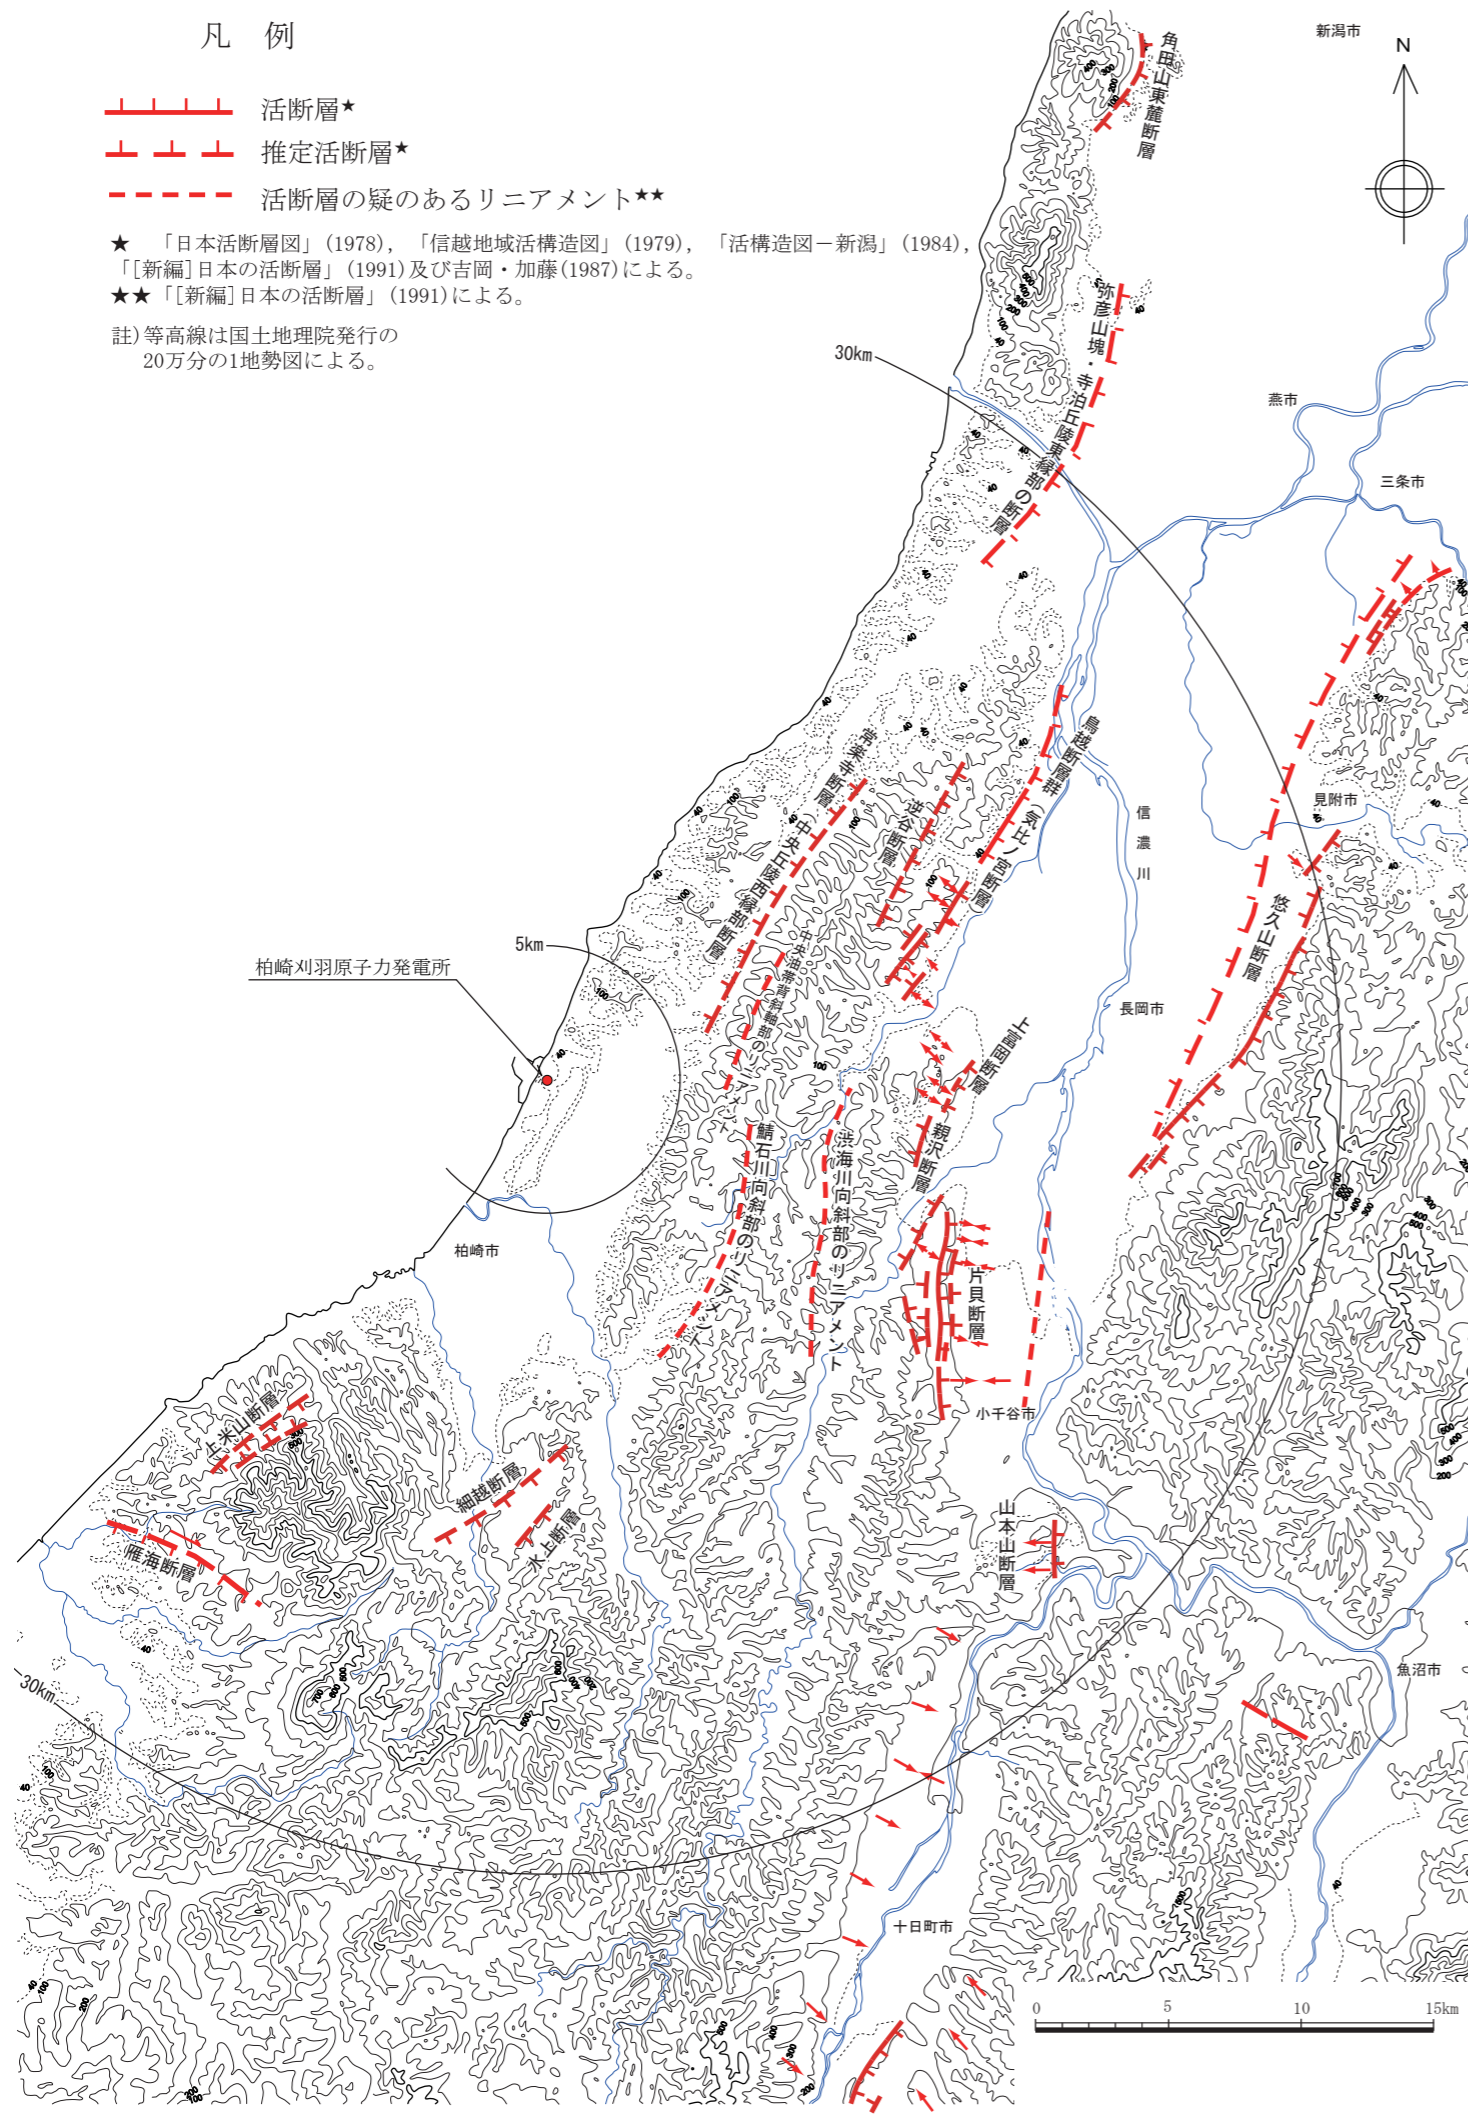 凡 例
活断層★
推定活断層★
活断層の疑のあるリニアメント★★
★ 「日本活断層図」(1978), 「信越地域活構造図」(1979), 「活構造図－新潟」(1984),
「[新編]日本の活断層」(1991)及び吉岡・加藤(1987)による。
★★「[新編]日本の活断層」(1991)による。
註)等高線は国土地理院発行の
20万分の1地勢図による。
新潟市
N
角田山東麓断層
弥彦山塊・寺泊丘陵東縁部の断層
30km
燕市
三条市
鳥越断層群(気比ノ宮断層)
常楽寺断層(中央丘陵西縁部断層)
逆谷断層
見附市
信濃川
悠久山断層
中央油帯背斜軸部のリニアメント
5km
柏崎刈羽原子力発電所
長岡市
上富岡断層
親沢断層
鯖石川向斜部のリニアメント
渋海川向斜部のリニアメント
柏崎市
片貝断層
小千谷市
上米山断層
細越断層
氷上断層
雁海断層
山本山断層
魚沼市
30km
十日町市
0 5 10 15km